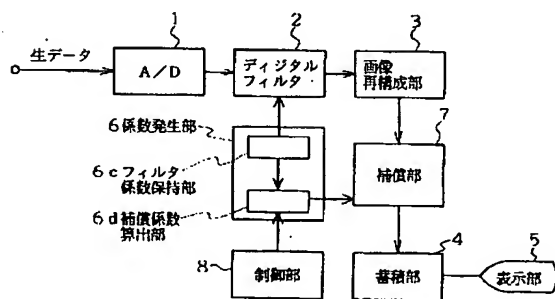 1
2
3
生データ
A/D
ディジタル
フィルタ
画像
再構成部
6係数発生部
7
6cフィルタ
係数保持部
補償部
6d補償係数
算出部
4
5
8
制御部
蓄積部
表示部